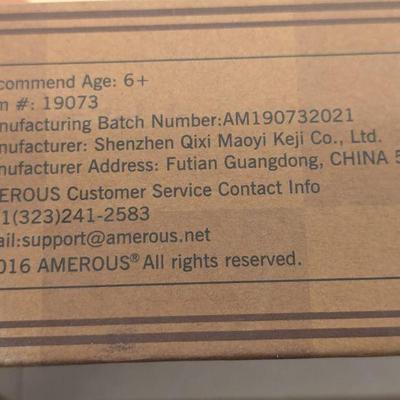 commend Age: 6+
m #: 19073
nufacturing Batch Number:AM190732021
nufacturer: Shenzhen Qixi Maoyi Keji Co., Ltd.
nufacturer Address: Futian Guangdong, CHINA 5
EROUS Customer Service Contact Info
1(323)241-2583
ail:support@amerous.net
016 AMEROUS® All rights reserved.